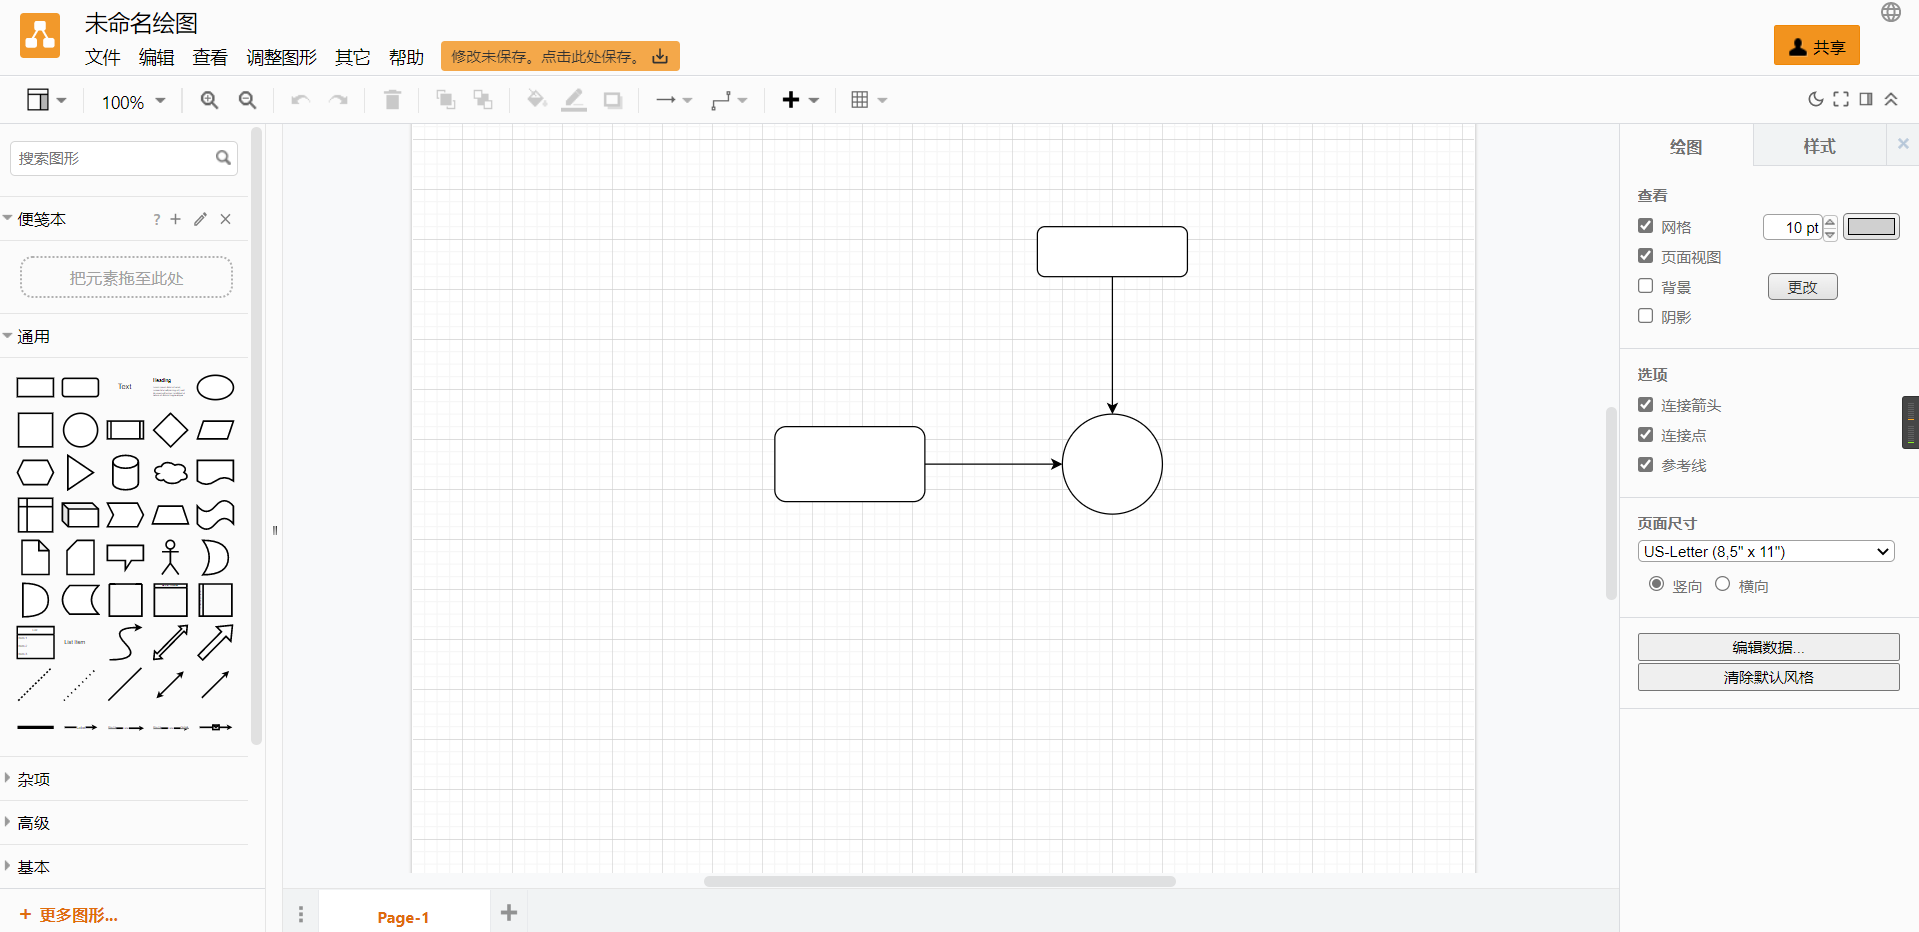 未命名绘图
文件 编辑 查看 调整图形 其它 帮助 修改未保存。点击此处保存。
共享
100%
搜索图形
便笺本 ?
把元素拖至此处
通用
Text Heading
List Item
杂项
高级
基本
+ 更多图形...
Page-1
绘图 样式
查看
网格 10 pt
页面视图
背景 更改
阴影
选项
连接箭头
连接点
参考线
页面尺寸
US-Letter (8,5" x 11")
竖向 横向
编辑数据...
清除默认风格